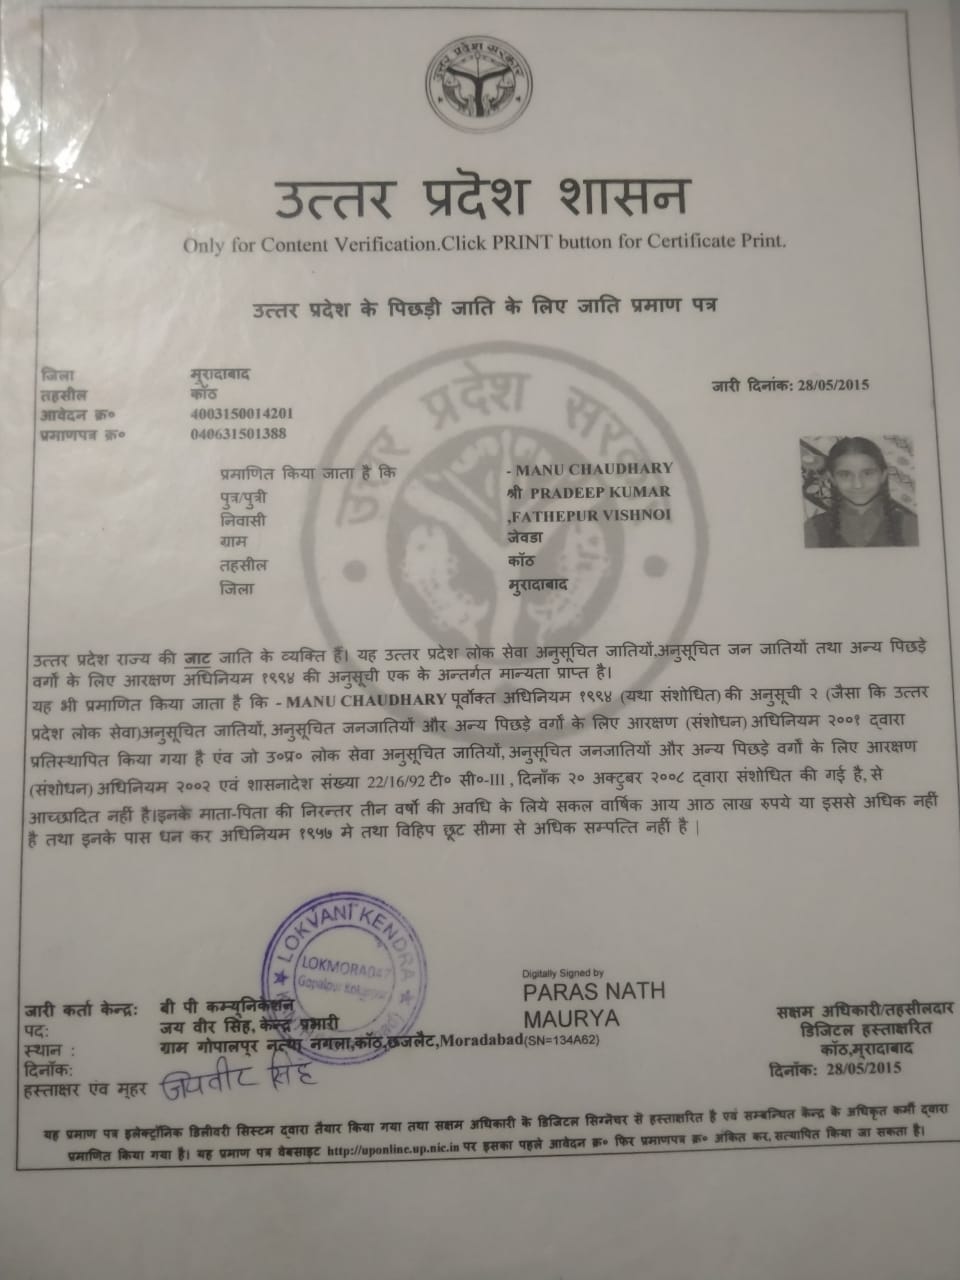 उत्तर प्रदेश सरकार
उत्तर प्रदेश शासन
Only for Content Verification.Click PRINT button for Certificate Print.
उत्तर प्रदेश के पिछड़ी जाति के लिए जाति प्रमाण पत्र
जिला मुरादाबाद
तहसील काँठ
जारी दिनांक: 28/05/2015
आवेदन क्र० 4003150014201
प्रमाणपत्र क्र० 040631501388
प्रमाणित किया जाता है कि - MANU CHAUDHARY
पुत्र/पुत्री श्री PRADEEP KUMAR
निवासी ,FATHEPUR VISHNOI
ग्राम जेवडा
तहसील काँठ
जिला मुरादाबाद
उत्तर प्रदेश राज्य की जाट जाति के व्यक्ति हैं। यह उत्तर प्रदेश लोक सेवा अनुसूचित जातियों,अनुसूचित जन जातियों तथा अन्य पिछड़े
वर्गो के लिए आरक्षण अधिनियम १९९४ की अनुसूची एक के अन्तर्गत मान्यता प्राप्त है।
यह भी प्रमाणित किया जाता है कि - MANU CHAUDHARY पूर्वोक्त अधिनियम १९९४ (यथा संशोधित) की अनुसूची २ (जैसा कि उत्तर
प्रदेश लोक सेवा)अनुसूचित जातियों, अनुसूचित जनजातियों और अन्य पिछड़े वर्गो के लिए आरक्षण (संशोधन) अधिनियम २००१ द्वारा
प्रतिस्थापित किया गया है एंव जो उ०प्र० लोक सेवा अनुसूचित जातियों, अनुसूचित जनजातियों और अन्य पिछड़े वर्गो के लिए आरक्षण
(संशोधन) अधिनियम २००२ एवं शासनादेश संख्या 22/16/92 टी० सी०-III , दिनाँक २० अक्टुबर २००८ द्वारा संशोधित की गई है, से
आच्छादित नहीं है।इनके माता-पिता की निरन्तर तीन वर्षो की अवधि के लिये सकल वार्षिक आय आठ लाख रुपये या इससे अधिक नहीं
है तथा इनके पास धन कर अधिनियम १९५७ मे तथा विहिप छूट सीमा से अधिक सम्पत्ति नहीं है |
LOKVANI KENDRA
LOKMORA047
Gopalpur
Digitally Signed by
PARAS NATH
MAURYA
(SN=134A62)
जारी कर्ता केन्द्र: बी पी कम्यूनिकेशन
पद: जय वीर सिंह, केन्द्र प्रभारी
स्थान : ग्राम गोपालपुर नत्था नगला,काँठ,छजलैट,Moradabad
दिनाँक:
हस्ताक्षर एंव मुहर जयवीर सिंह
सक्षम अधिकारी/तहसीलदार
डिजिटल हस्ताक्षरित
काँठ,मुरादाबाद
दिनाँक: 28/05/2015
यह प्रमाण पत्र इलेक्ट्रॉनिक डिलीवरी सिस्टम द्वारा तैयार किया गया तथा सक्षम अधिकारी के डिजिटल सिग्नेचर से हस्ताक्षरित है एवं सम्बन्धित केन्द्र के अधिकृत कर्मी द्वारा
प्रमाणित किया गया है। यह प्रमाण पत्र वेबसाइट http://uponline.up.nic.in पर इसका पहले आवेदन क्र० फिर प्रमाणपत्र क्र० अंकित कर, सत्यापित किया जा सकता है।